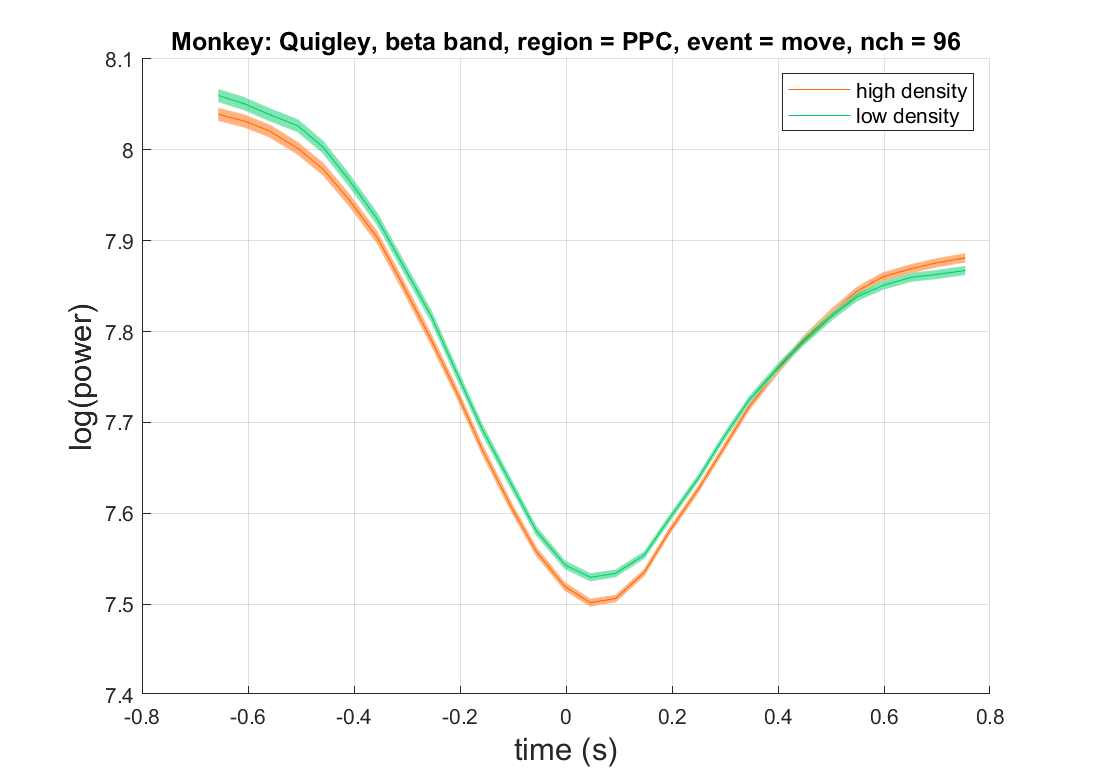 Monkey: Quigley, beta band, region = PPC, event = move, nch = 96
high density
low density
8.1
8
7.9
7.8
7.7
7.6
7.5
7.4
log(power)
-0.8 -0.6 -0.4 -0.2 0 0.2 0.4 0.6 0.8
time (s)